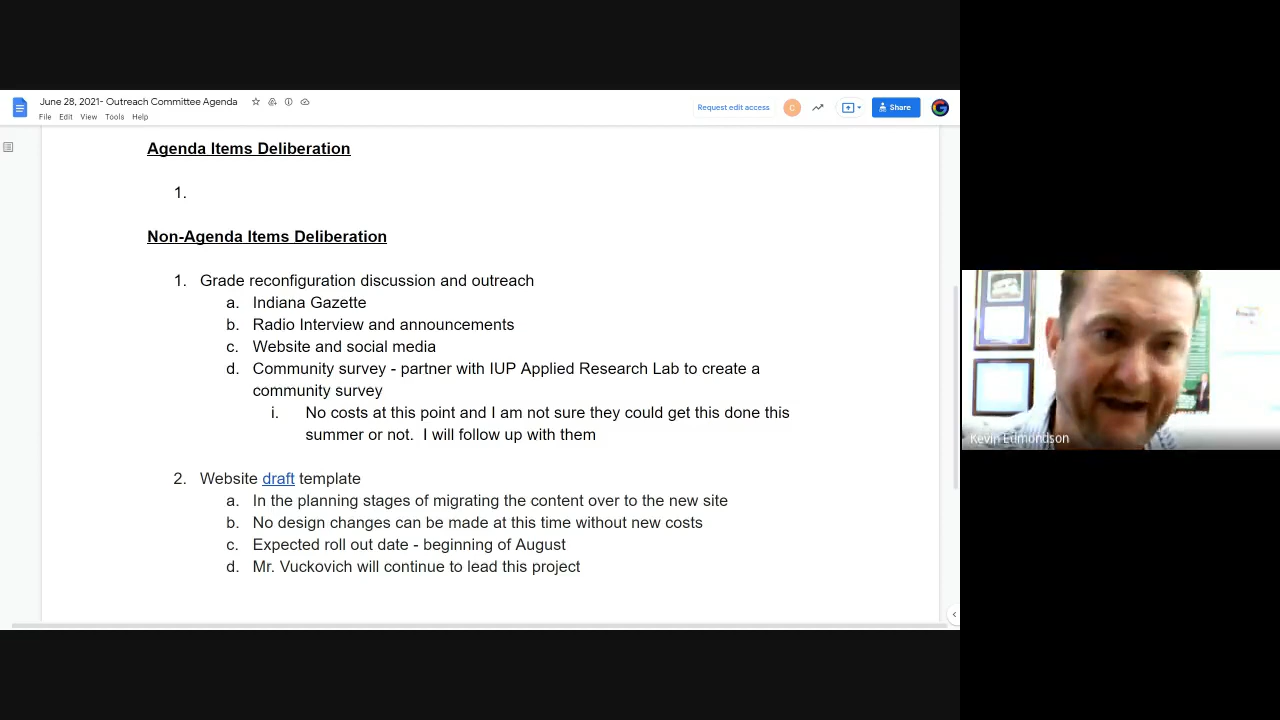 June 28, 2021- Outreach Committee Agenda
File Edit View Tools Help
Request edit access
C
Share
Agenda Items Deliberation
1.
Non-Agenda Items Deliberation
1. Grade reconfiguration discussion and outreach
a. Indiana Gazette
b. Radio Interview and announcements
c. Website and social media
d. Community survey - partner with IUP Applied Research Lab to create a
community survey
i. No costs at this point and I am not sure they could get this done this
summer or not. I will follow up with them
2. Website draft template
a. In the planning stages of migrating the content over to the new site
b. No design changes can be made at this time without new costs
c. Expected roll out date - beginning of August
d. Mr. Vuckovich will continue to lead this project
Kevin Edmondson